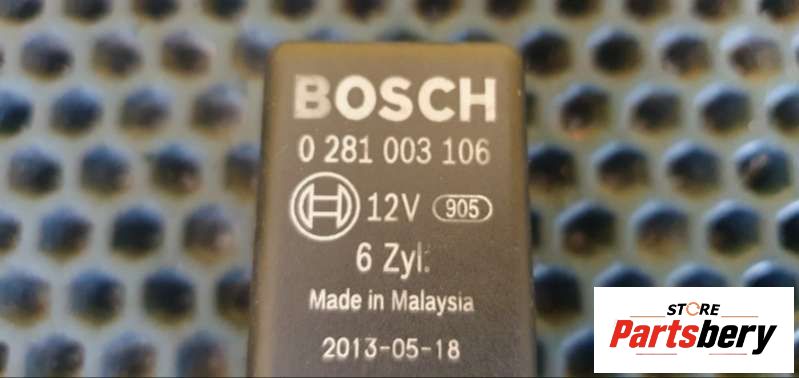 BOSCH
0 281 003 106
12V 905
6 Zyl.
Made in Malaysia
2013-05-18
STORE
Partsbery